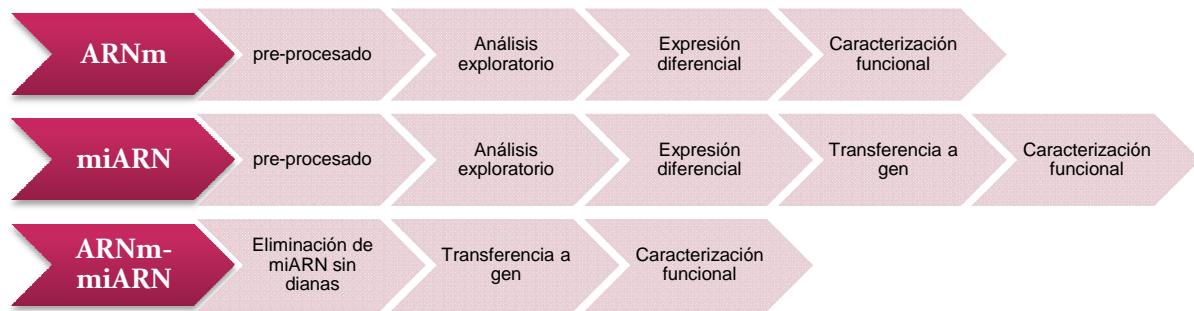 ARNm
pre-procesado
Análisis
exploratorio
Expresión
diferencial
Caracterización
funcional
miARN
pre-procesado
Análisis
exploratorio
Expresión
diferencial
Transferencia a
gen
Caracterización
funcional
ARNm-
miARN
Eliminación de
miARN sin
dianas
Transferencia a
gen
Caracterización
funcional